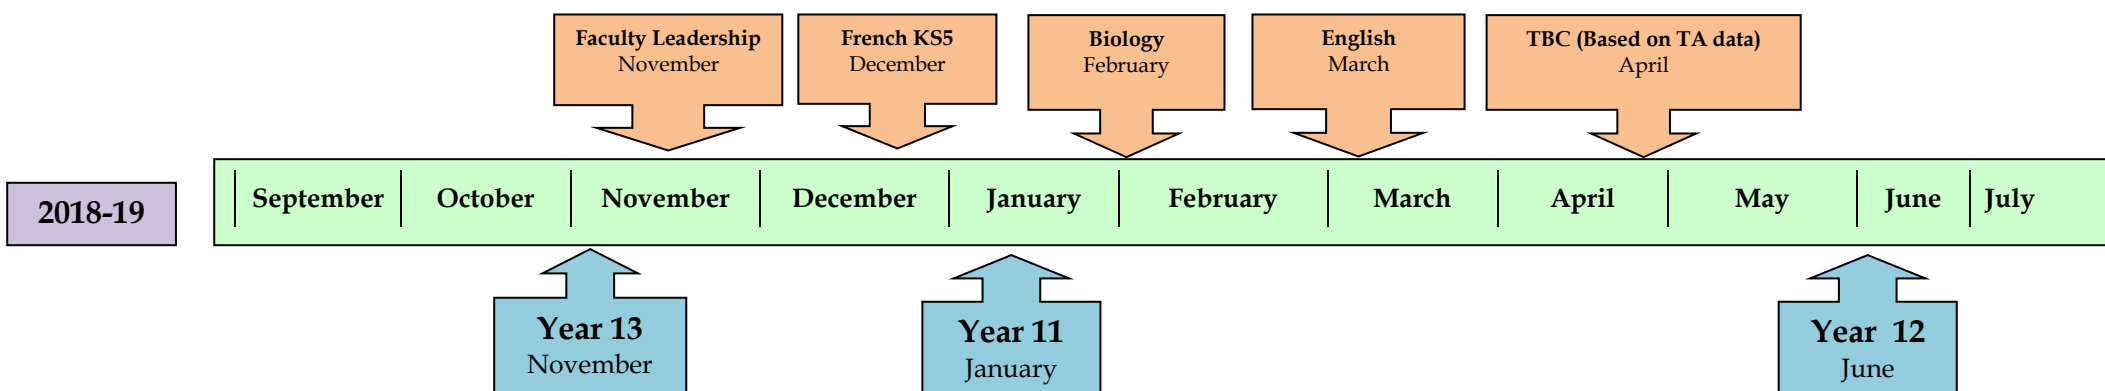 Faculty Leadership
November
French KS5
December
Biology
February
English
March
TBC (Based on TA data)
April
2018-19
September
October
November
December
January
February
March
April
May
June
July
Year 13
November
Year 11
January
Year 12
June